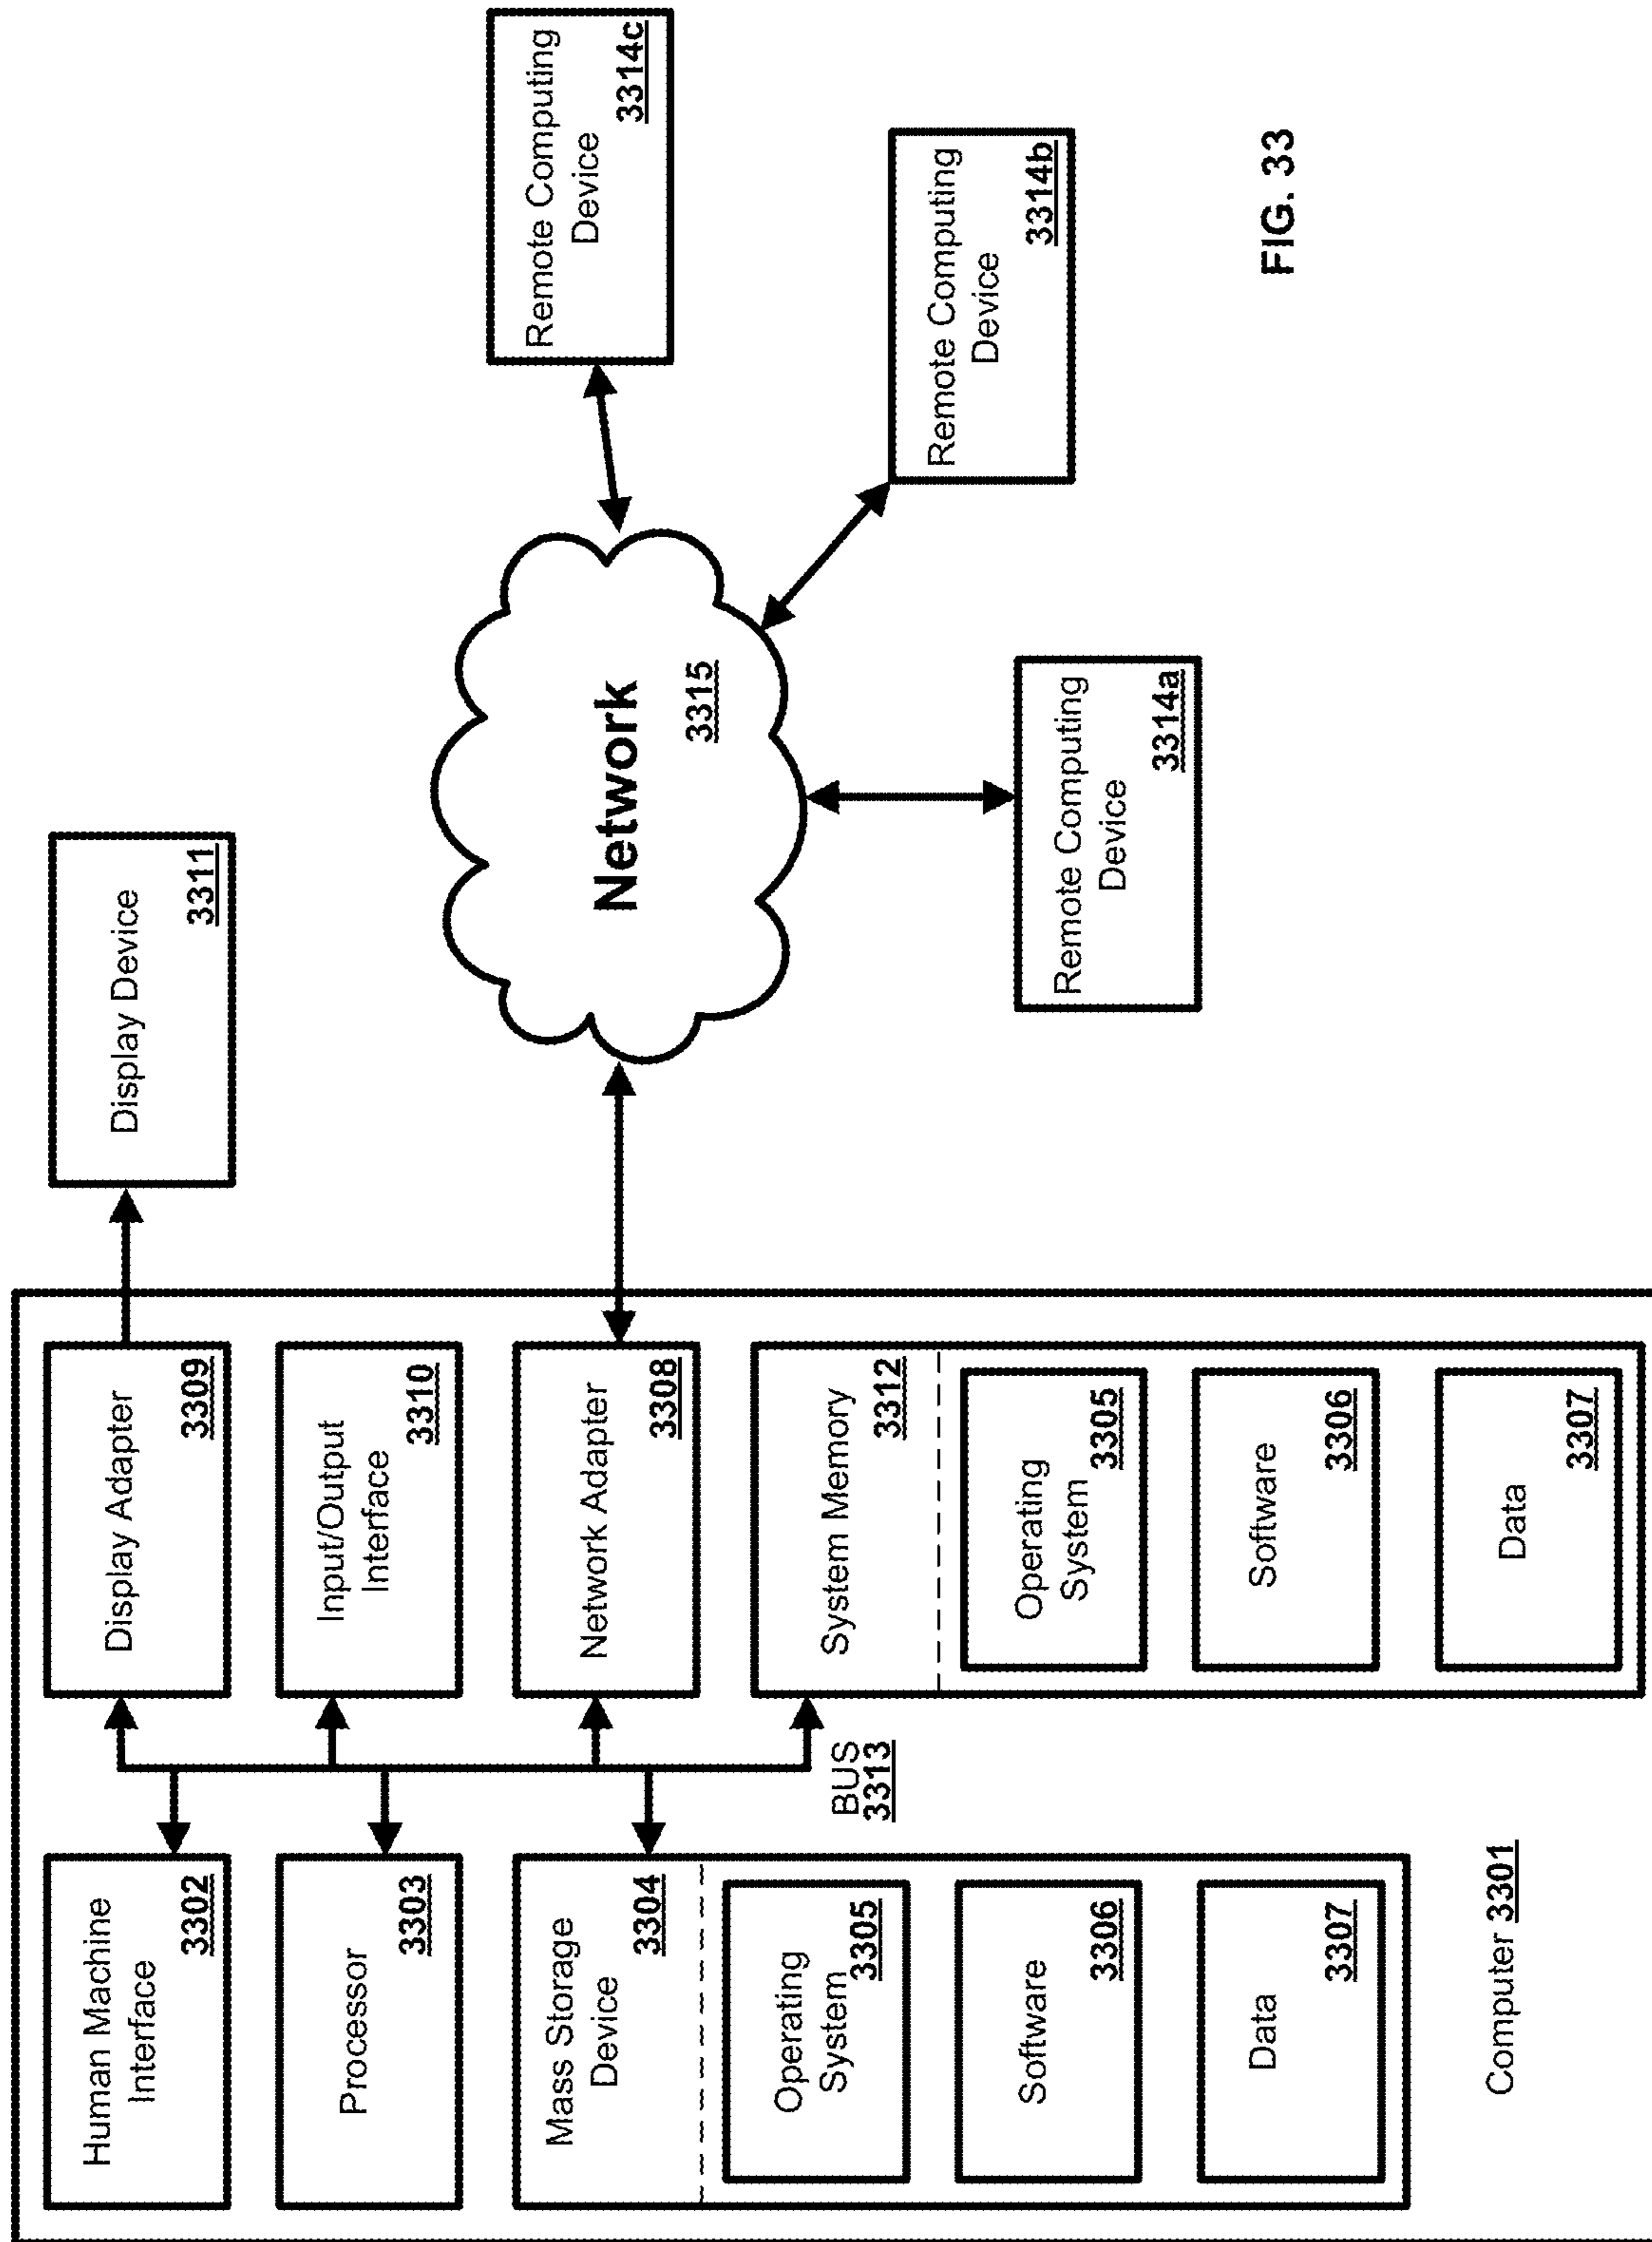 Human Machine
Interface
3302
Processor
3303
Mass Storage
Device
3304
Operating
System
3305
Software
3306
Data
3307
Display Adapter
3309
Input/Output
Interface
3310
Network Adapter
3308
System Memory
3312
Operating
System
3305
Software
3306
Data
3307
BUS
3313
Computer 3301
Display Device
3311
Network
3315
Remote Computing
Device
3314a
Remote Computing
Device
3314b
Remote Computing
Device
3314c
FIG. 33